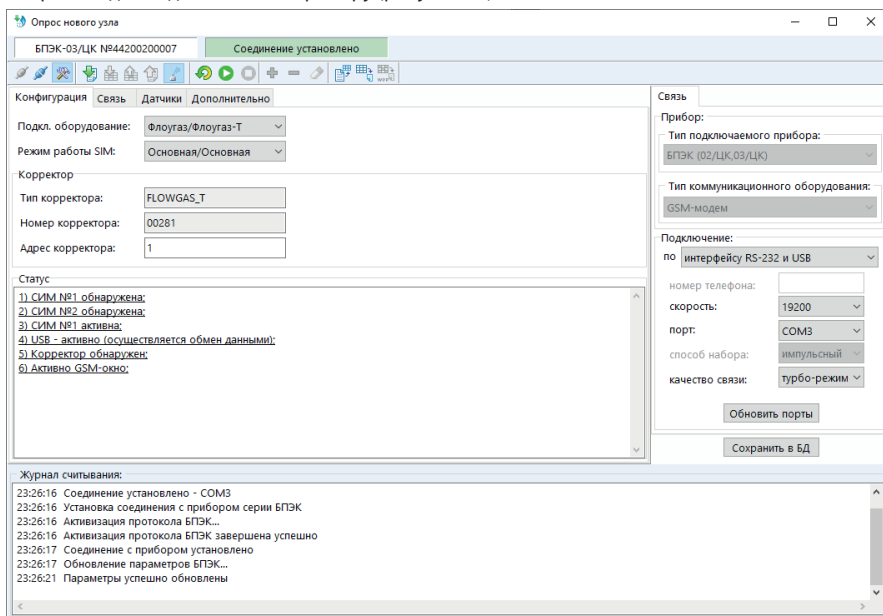 Опрос нового узла
БПЭК-03/ЦК №44200200007
Соединение установлено
Конфигурация Связь Датчики Дополнительно
Подкл. оборудование: Флоугаз/Флоугаз-Т
Режим работы SIM: Основная/Основная
Корректор
Тип корректора: FLOWGAS_T
Номер корректора: 00281
Адрес корректора: 1
Статус
1) СИМ №1 обнаружена;
2) СИМ №2 обнаружена;
3) СИМ №1 активна;
4) USB - активно (осуществляется обмен данными);
5) Корректор обнаружен;
6) Активно GSM-окно;
Связь
Прибор:
Тип подключаемого прибора:
БПЭК (02/ЦК,03/ЦК)
Тип коммуникационного оборудования:
GSM-модем
Подключение:
по интерфейсу RS-232 и USB
номер телефона:
скорость: 19200
порт: COM3
способ набора: импульсный
качество связи: турбо-режим
Обновить порты
Сохранить в БД
Журнал считывания:
23:26:16 Соединение установлено - COM3
23:26:16 Установка соединения с прибором серии БПЭК
23:26:16 Активизация протокола БПЭК...
23:26:16 Активизация протокола БПЭК завершена успешно
23:26:17 Соединение с прибором установлено
23:26:17 Обновление параметров БПЭК...
23:26:21 Параметры успешно обновлены